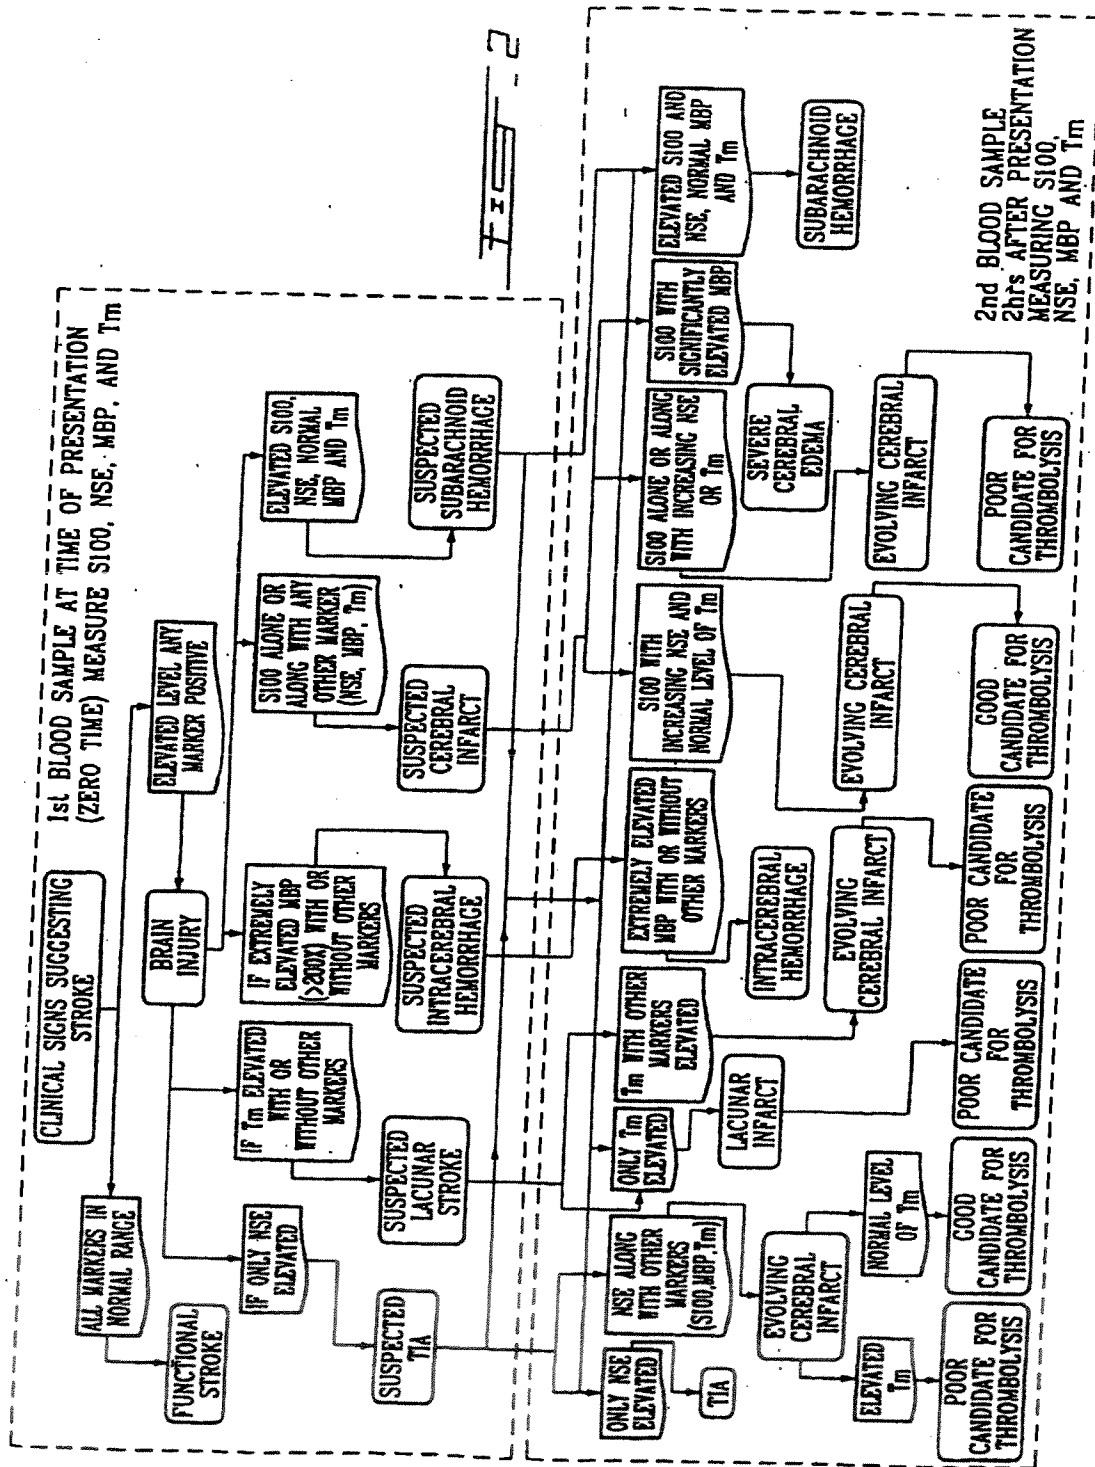 1st BLOOD SAMPLE AT TIME OF PRESENTATION
(ZERO TIME) MEASURE S100, NSE, MBP, AND Tm
CLINICAL SIGNS SUGGESTING
STROKE
ALL MARKERS IN
NORMAL RANGE
ELEVATED LEVEL ANY
MARKER POSITIVE
FUNCTIONAL
STROKE
BRAIN
INJURY
IF ONLY NSE
ELEVATED
IF Tm ELEVATED
WITH OR
WITHOUT OTHER
MARKERS
IF EXTREMELY
ELEVATED MBP
(>200X) WITH OR
WITHOUT OTHER
MARKERS
S100 ALONE OR
ALONG WITH ANY
OTHER MARKER
(NSE, MBP, Tm)
ELEVATED S100,
NSE, NORMAL
MBP AND Tm
SUSPECTED
TIA
SUSPECTED
LACUNAR
STROKE
SUSPECTED
INTRACEREBRAL
HEMORRHAGE
SUSPECTED
CEREBRAL
INFARCT
SUSPECTED
SUBARACHNOID
HEMORRHAGE
FIG-2
ONLY NSE
ELEVATED
NSE ALONG
WITH OTHER
MARKERS
(S100,MBP,Tm)
ONLY Tm
ELEVATED
Tm WITH OTHER
MARKERS
ELEVATED
EXTREMELY ELEVATED
MBP WITH OR WITHOUT
OTHER MARKERS
S100 WITH
INCREASING NSE AND
NORMAL LEVEL OF Tm
S100 ALONE OR ALONG
WITH INCREASING NSE
OR Tm
S100 WITH
SIGNIFICANTLY
ELEVATED MBP
ELEVATED S100 AND
NSE, NORMAL MBP
AND Tm
TIA
EVOLVING
CEREBRAL
INFARCT
LACUNAR
INFARCT
INTRACEREBRAL
HEMORRHAGE
SEVERE
CEREBRAL
EDEMA
SUBARACHNOID
HEMORRHAGE
ELEVATED
Tm
NORMAL LEVEL
OF Tm
EVOLVING
CEREBRAL INFARCT
EVOLVING CEREBRAL
INFARCT
EVOLVING CEREBRAL
INFARCT
POOR
CANDIDATE FOR
THROMBOLYSIS
GOOD
CANDIDATE FOR
THROMBOLYSIS
POOR CANDIDATE
FOR
THROMBOLYSIS
POOR CANDIDATE
FOR
THROMBOLYSIS
GOOD
CANDIDATE FOR
THROMBOLYSIS
POOR
CANDIDATE FOR
THROMBOLYSIS
2nd BLOOD SAMPLE
2hrs AFTER PRESENTATION
MEASURING S100,
NSE, MBP AND Tm